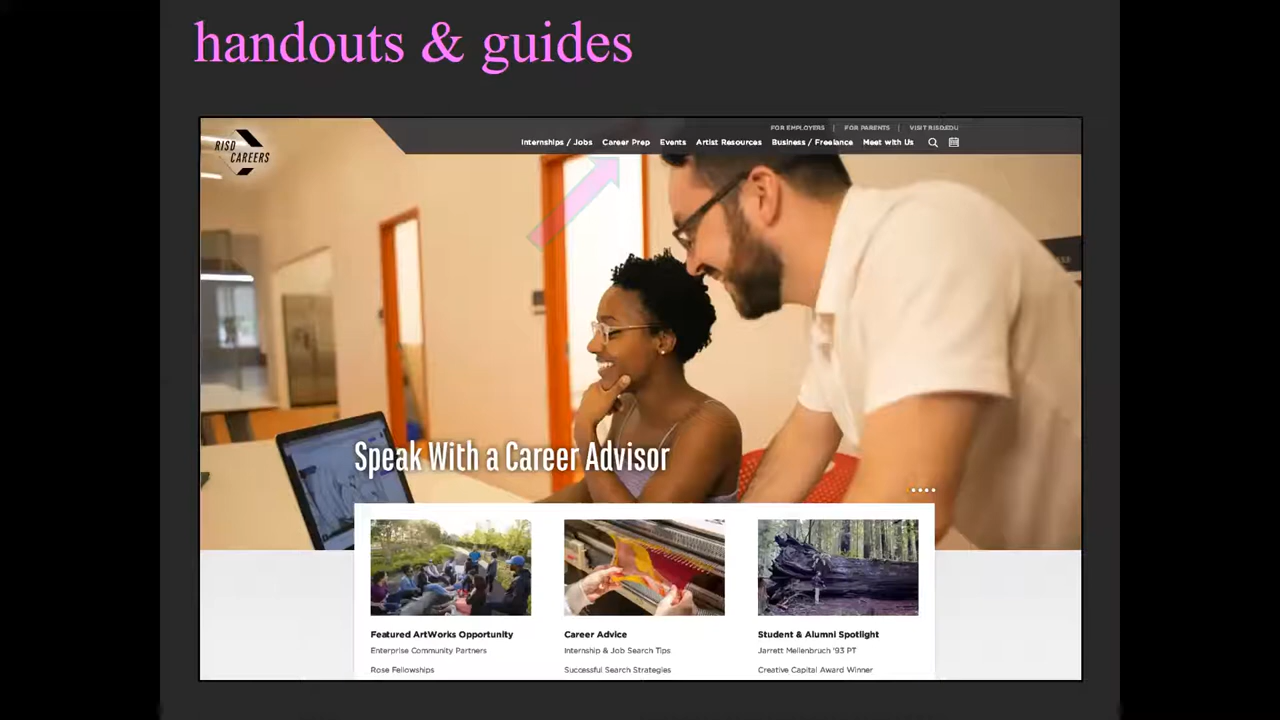 handouts & guides
FOR EMPLOYERS | FOR PARENTS | VISIT RISD.EDU
RISD
CAREERS
Internships / Jobs Career Prep Events Artist Resources Business / Freelance Meet with Us
Speak With a Career Advisor
Featured ArtWorks Opportunity
Enterprise Community Partners
Rose Fellowships
Career Advice
Internship & Job Search Tips
Successful Search Strategies
Student & Alumni Spotlight
Jarrett Mellenbruch '93 PT
Creative Capital Award Winner